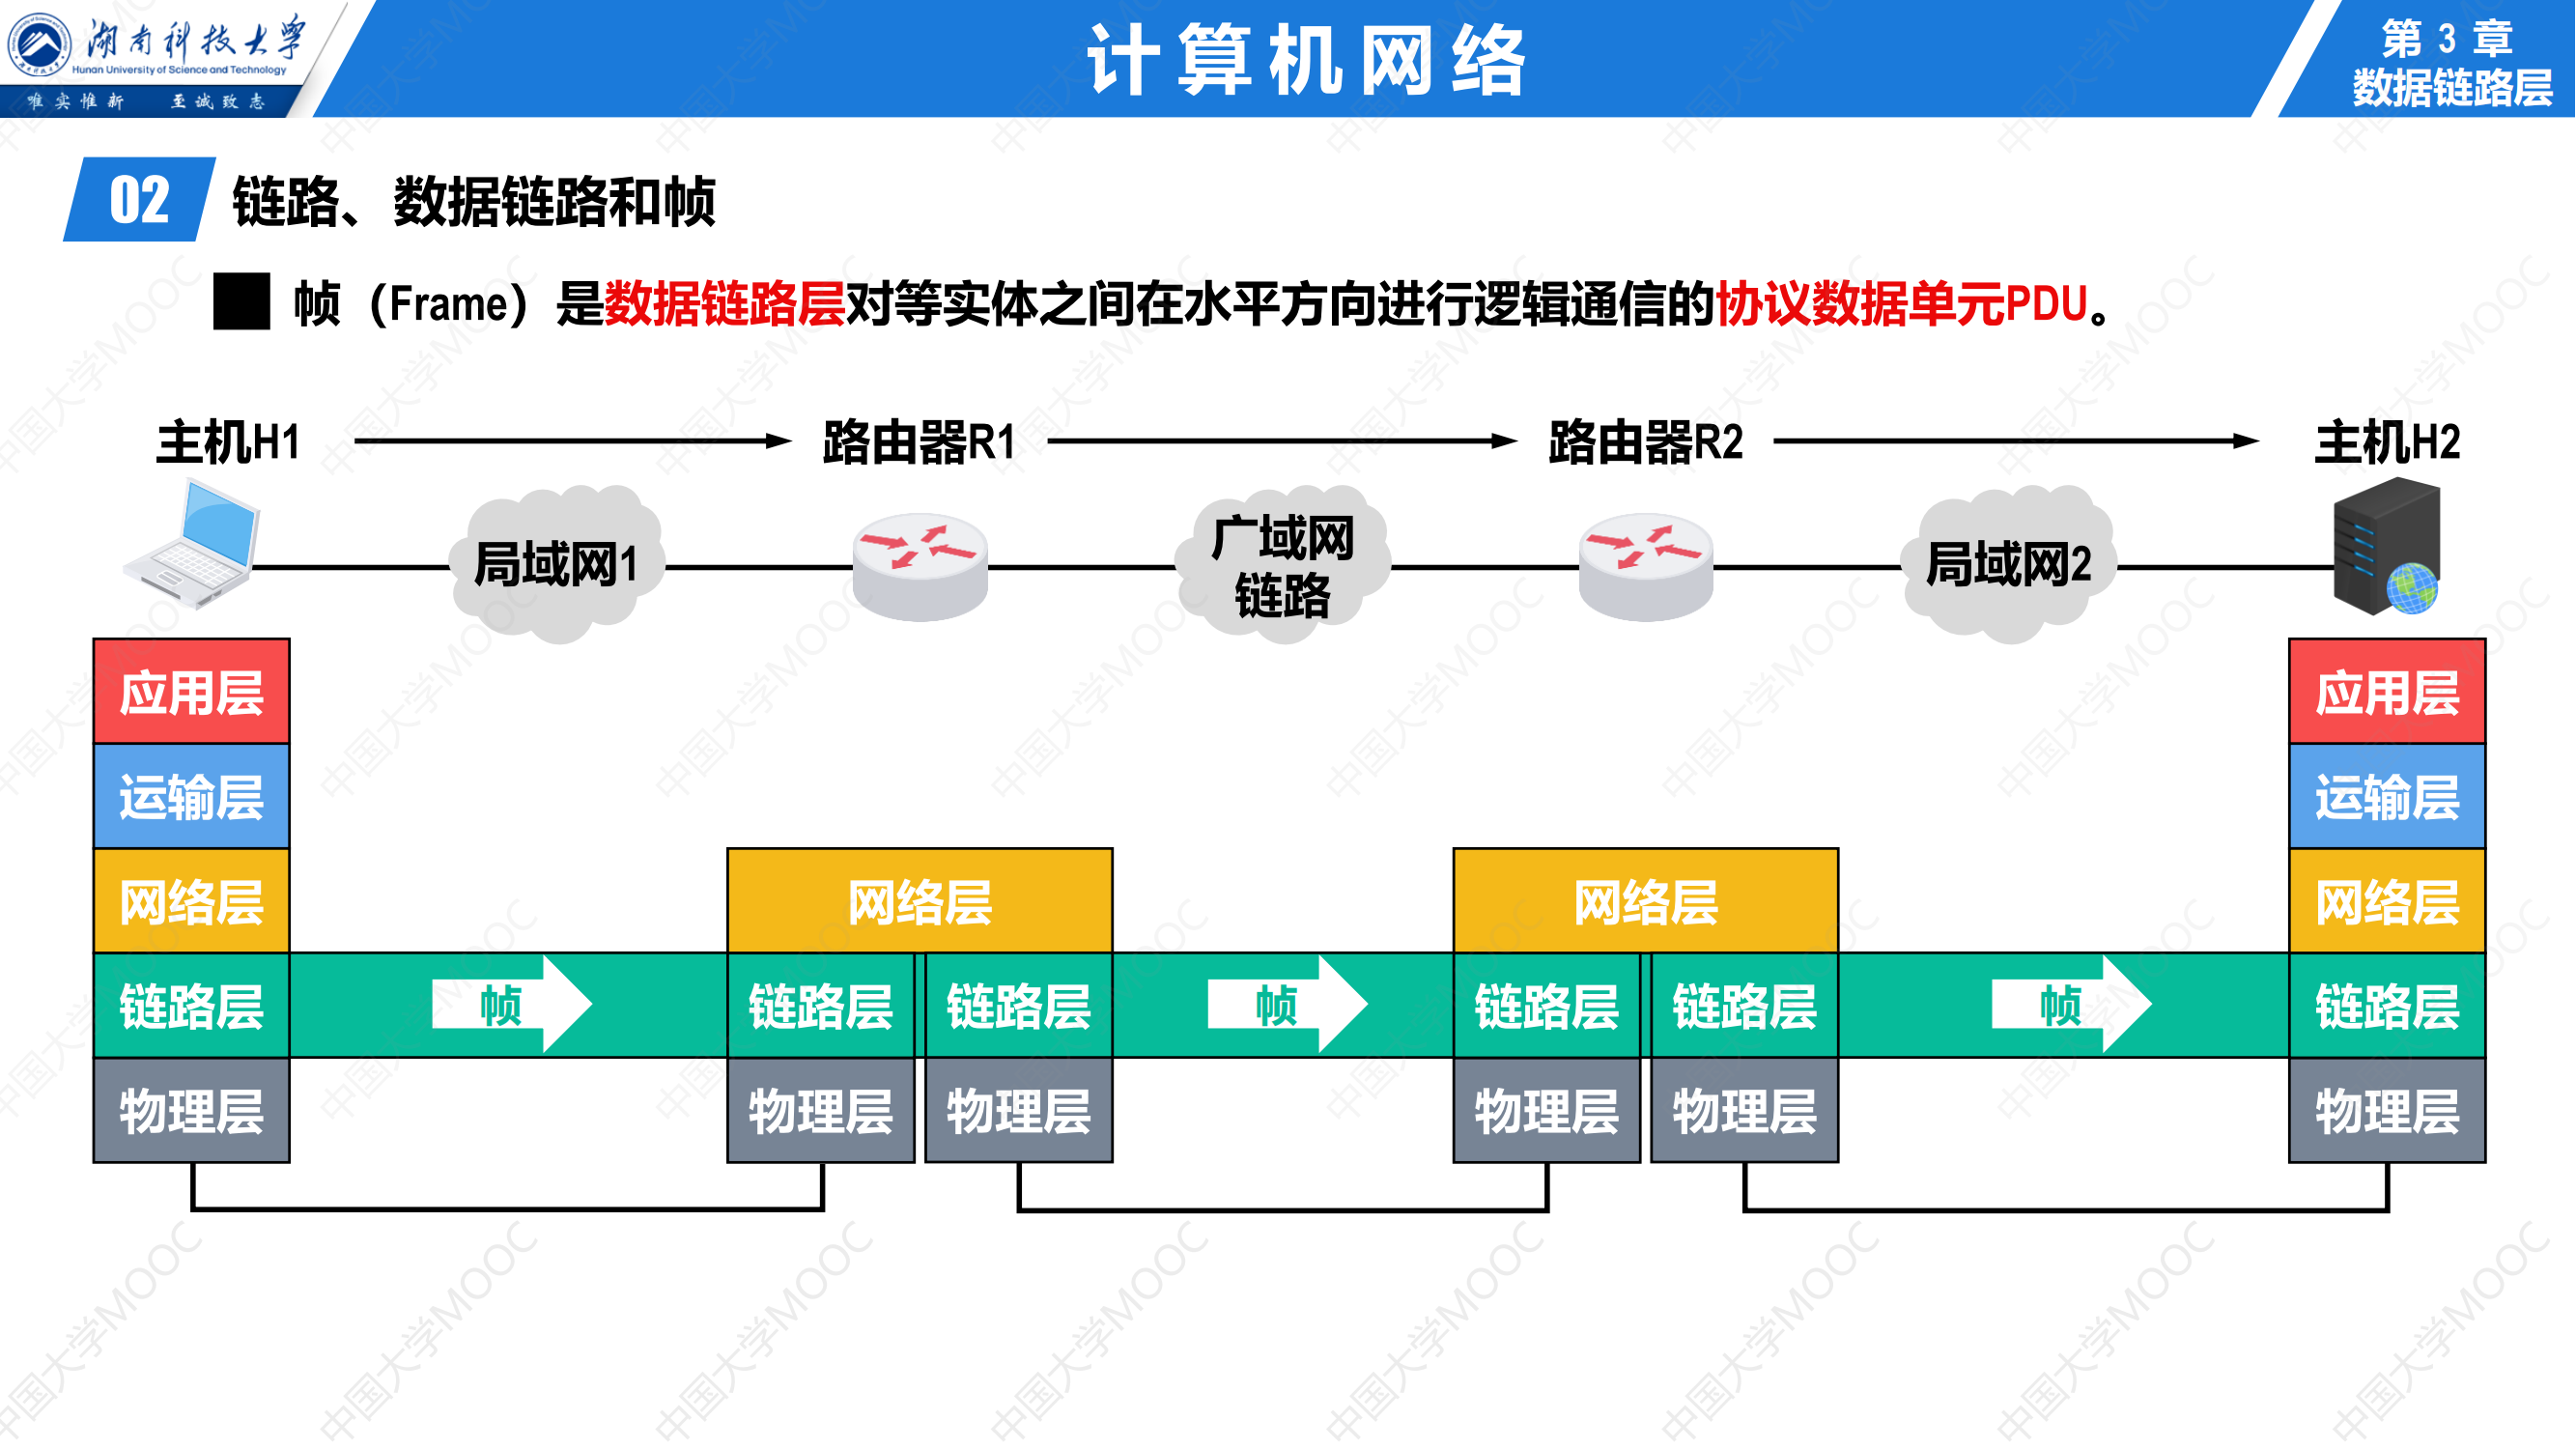 湖南科技大学
Hunan University of Science and Technology
唯实惟新 至诚致志
计算机网络
第 3 章
数据链路层
02 链路、数据链路和帧
帧（Frame）是数据链路层对等实体之间在水平方向进行逻辑通信的协议数据单元PDU。
主机H1 路由器R1 路由器R2 主机H2
局域网1 广域网链路 局域网2
应用层 应用层
运输层 运输层
网络层 网络层 网络层 网络层
链路层 帧 链路层 链路层 帧 链路层 链路层 帧 链路层
物理层 物理层 物理层 物理层 物理层 物理层
中国大学MOOC